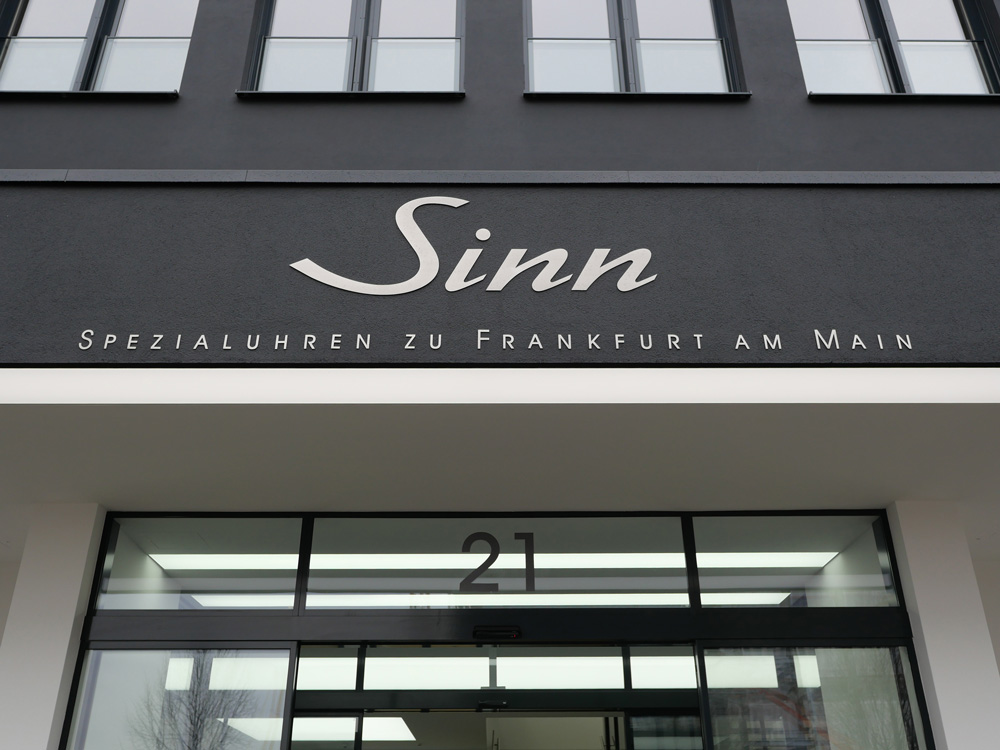 Sinn
SPEZIALUHREN ZU FRANKFURT AM MAIN
21